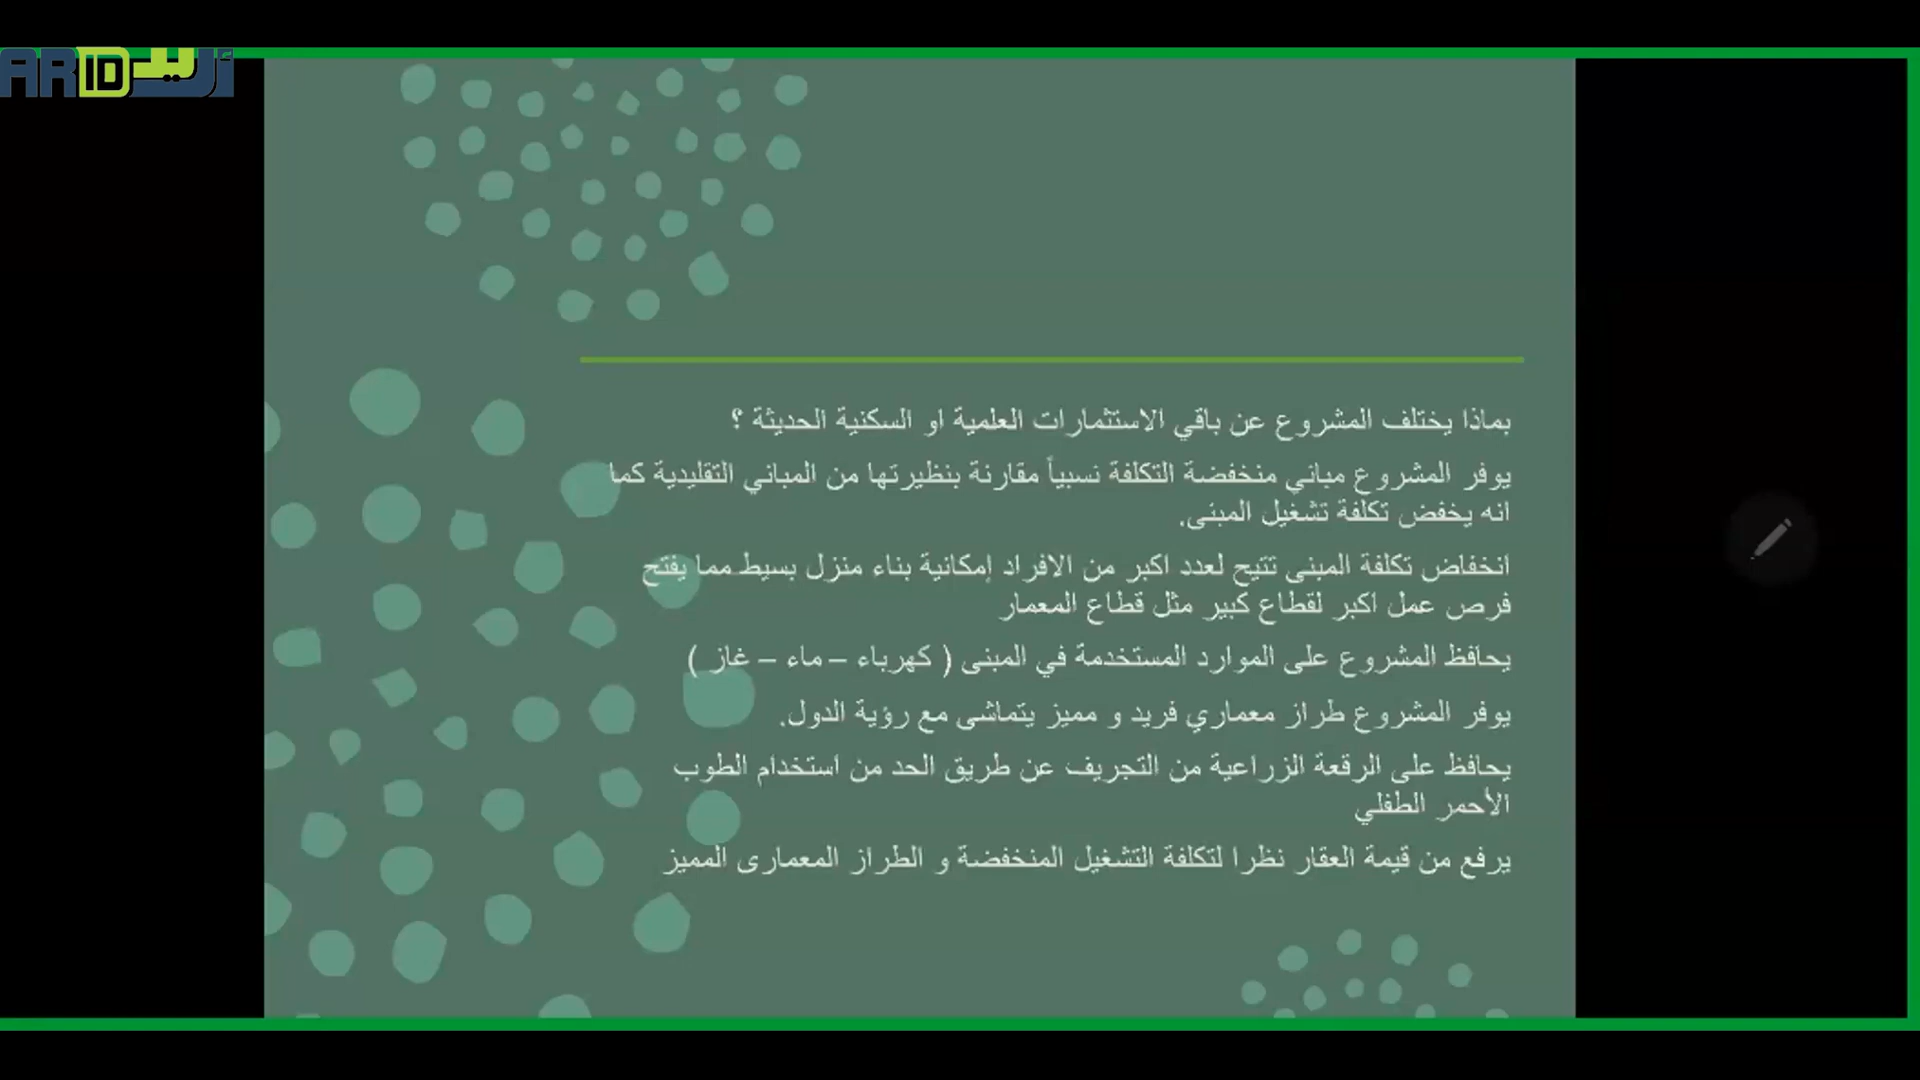 ARID أريد
بماذا يختلف المشروع عن باقي الاستثمارات العلمية او السكنية الحديثة ؟
يوفر المشروع مباني منخفضة التكلفة نسبياً مقارنة بنظيرتها من المباني التقليدية كما
انه يخفض تكلفة تشغيل المبنى.
انخفاض تكلفة المبنى تتيح لعدد اكبر من الافراد إمكانية بناء منزل بسيط مما يفتح
فرص عمل اكبر لقطاع كبير مثل قطاع المعمار
يحافظ المشروع على الموارد المستخدمة في المبنى ( كهرباء – ماء – غاز )
يوفر المشروع طراز معماري فريد و مميز يتماشى مع رؤية الدول.
يحافظ على الرقعة الزراعية من التجريف عن طريق الحد من استخدام الطوب
الأحمر الطفلي
يرفع من قيمة العقار نظرا لتكلفة التشغيل المنخفضة و الطراز المعمارى المميز